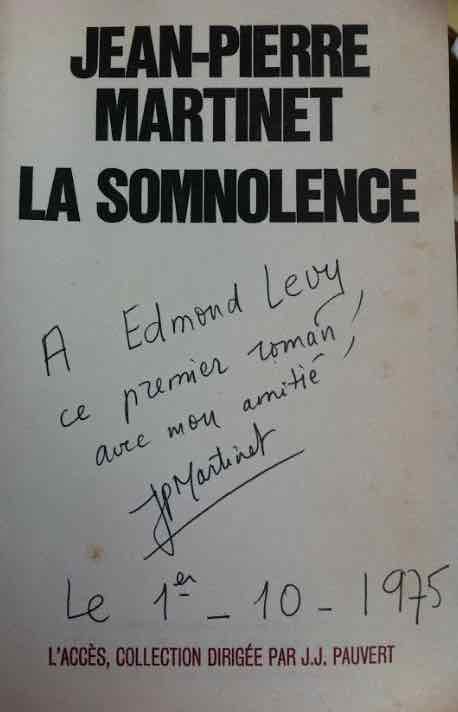 JEAN-PIERRE
MARTINET
LA SOMNOLENCE
A Edmond Levy,
ce premier roman,
avec mon amitié
JPMartinet
Le 1er - 10 - 1975
L'ACCÈS, COLLECTION DIRIGÉE PAR J.J. PAUVERT